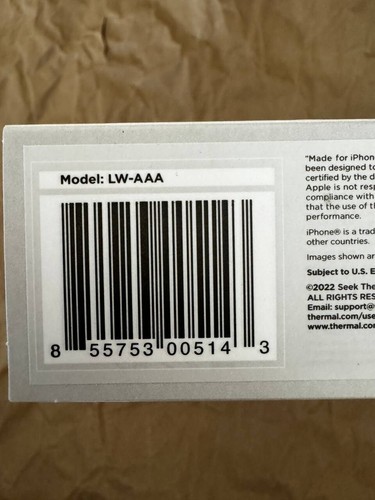 Model: LW-AAA
8 55753 00514 3
"Made for iPhon
been designed to
certified by the d
Apple is not resp
compliance with
that the use of th
performance.
iPhone® is a trad
other countries.
Images shown ar
Subject to U.S. E
©2022 Seek The
ALL RIGHTS RES
Email: support@
thermal.com/use
www.thermal.co